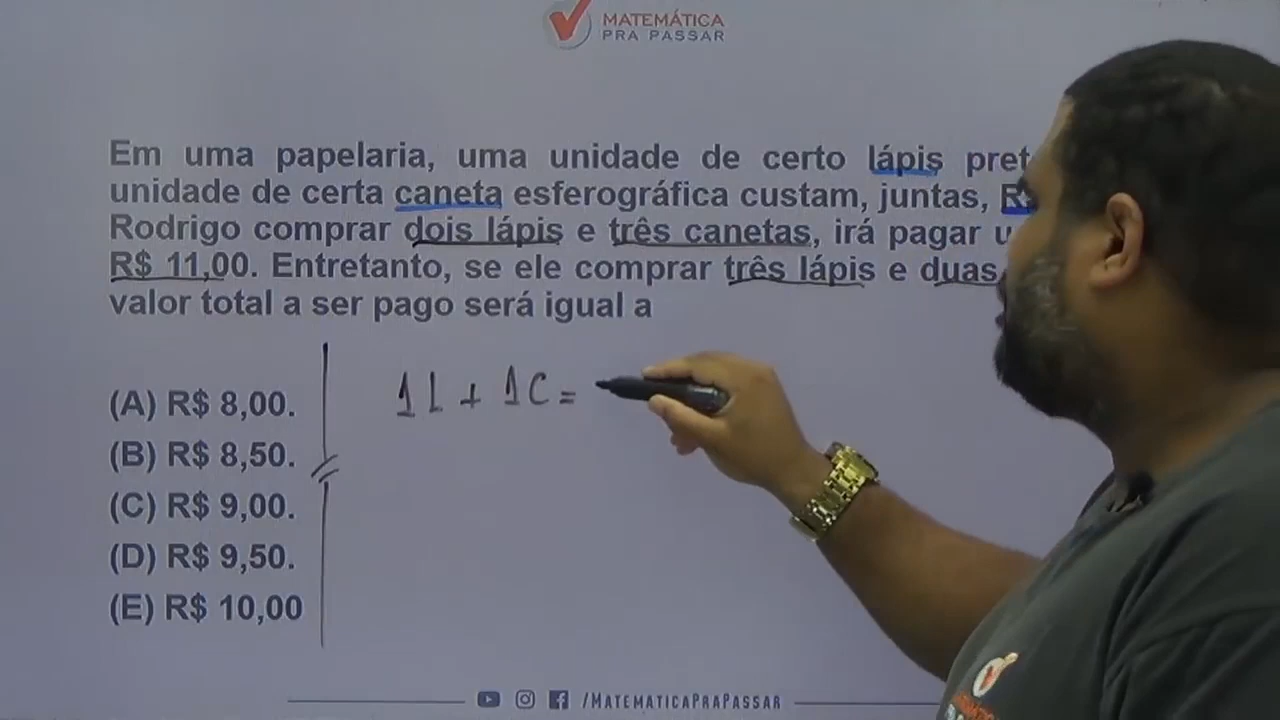 MATEMÁTICA
PRA PASSAR
Em uma papelaria, uma unidade de certo lápis
unidade de certa caneta esferográfica custam, juntas,
Rodrigo comprar dois lápis e três canetas, irá pagar
R$ 11,00. Entretanto, se ele comprar três lápis e duas
valor total a ser pago será igual a
(A) R$ 8,00.
(B) R$ 8,50.
(C) R$ 9,00.
(D) R$ 9,50.
(E) R$ 10,00
1L + 1C =
/MATEMATICAPRAPASSAR